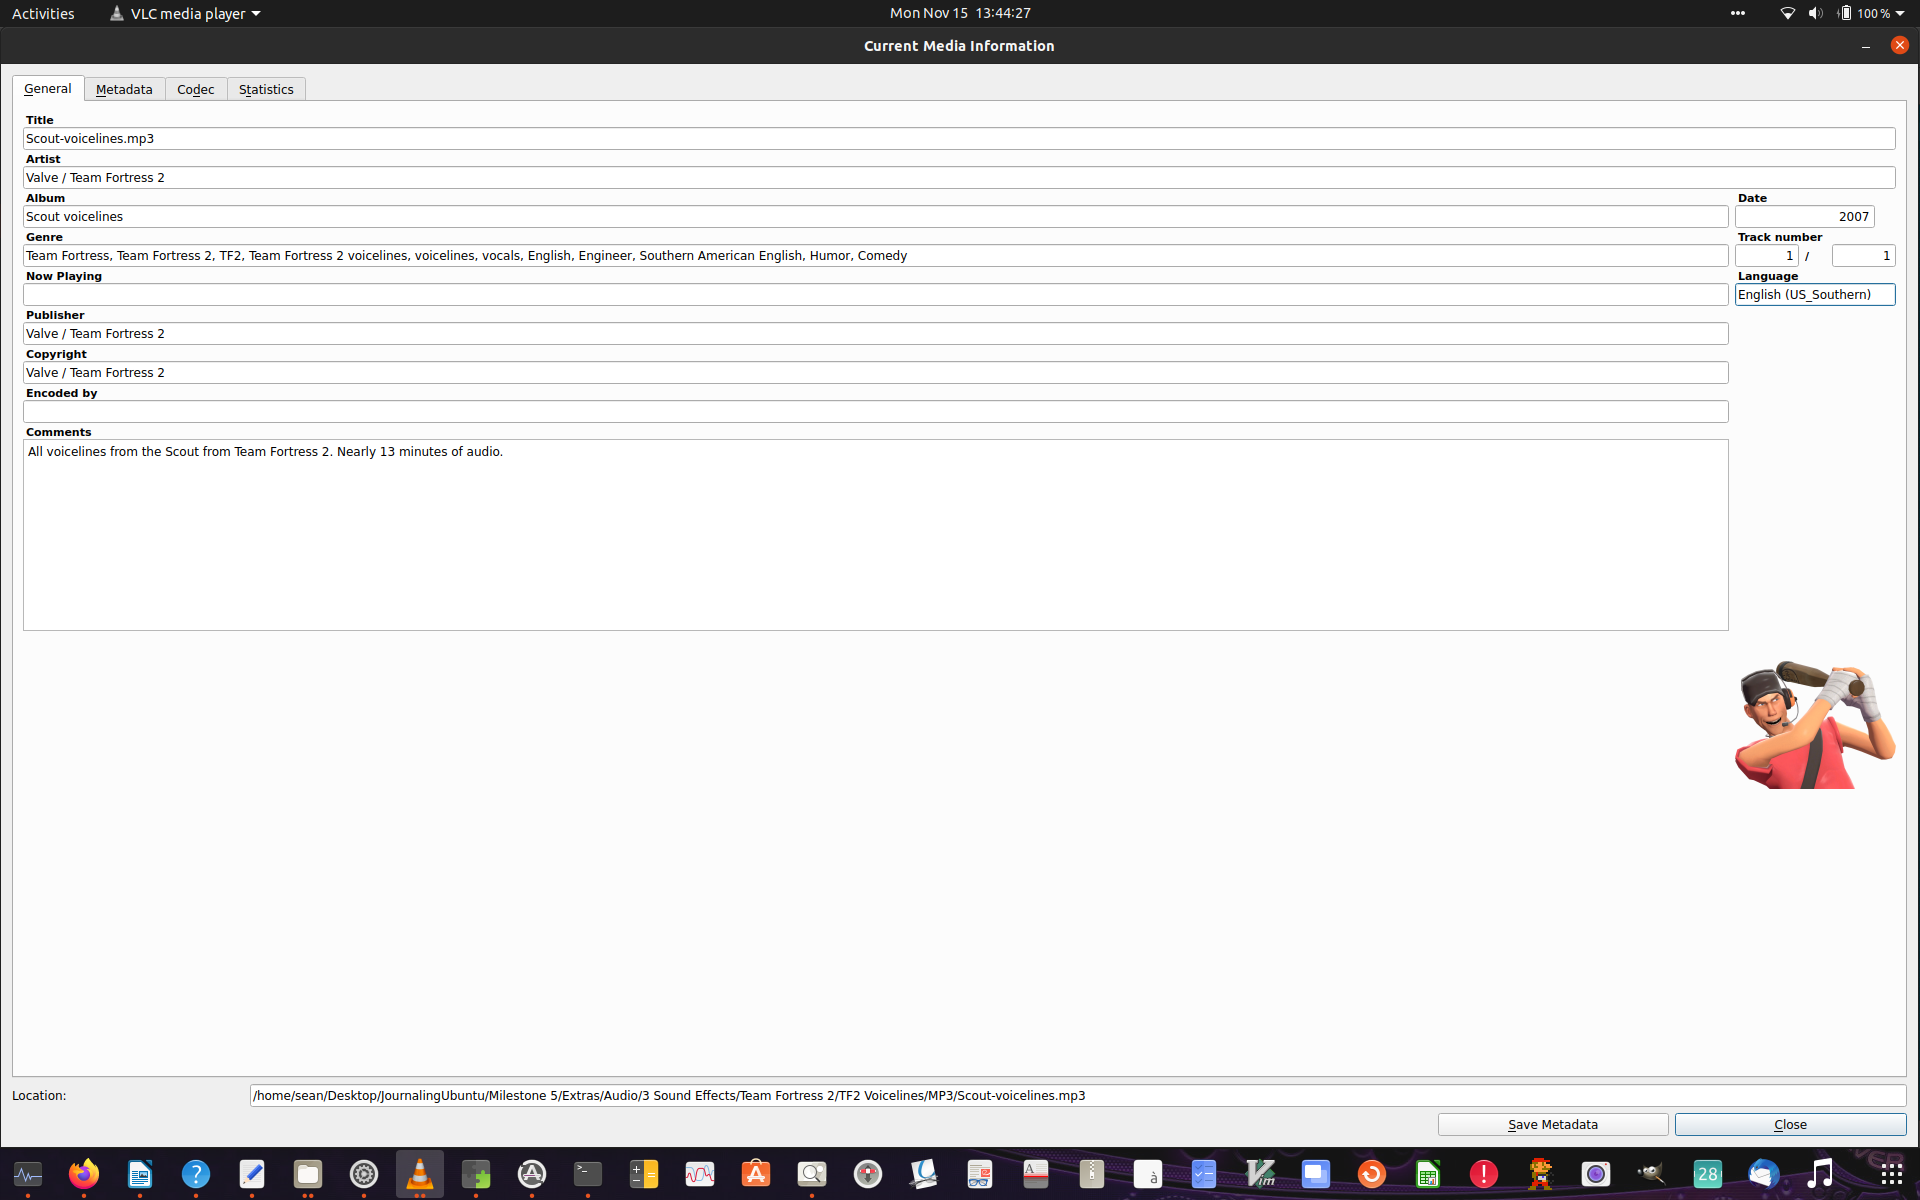 Activities VLC media player Mon Nov 15 13:44:27 100 %
Current Media Information
General Metadata Codec Statistics
Title
Scout-voicelines.mp3
Artist
Valve / Team Fortress 2
Album Date
Scout voicelines 2007
Genre Track number
Team Fortress, Team Fortress 2, TF2, Team Fortress 2 voicelines, voicelines, vocals, English, Engineer, Southern American English, Humor, Comedy 1 / 1
Now Playing Language
English (US_Southern)
Publisher
Valve / Team Fortress 2
Copyright
Valve / Team Fortress 2
Encoded by
Comments
All voicelines from the Scout from Team Fortress 2. Nearly 13 minutes of audio.
Location: /home/sean/Desktop/JournalingUbuntu/Milestone 5/Extras/Audio/3 Sound Effects/Team Fortress 2/TF2 Voicelines/MP3/Scout-voicelines.mp3
Save Metadata Close
28